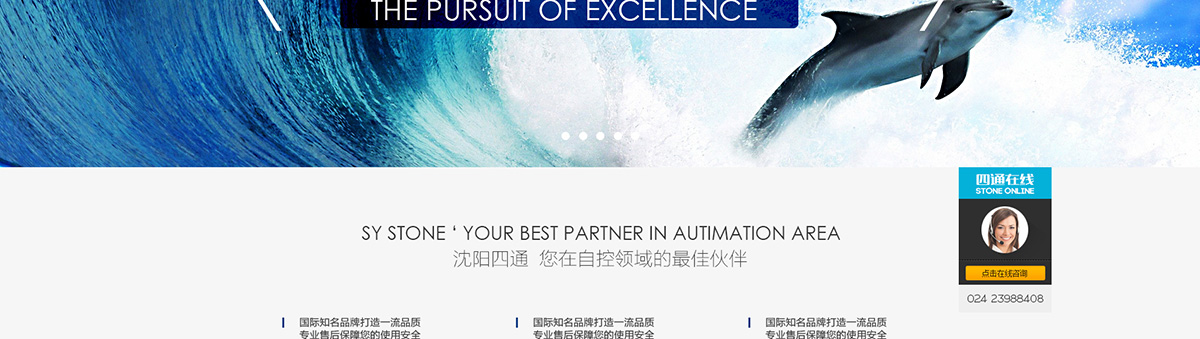 THE PURSUIT OF EXCELLENCE
四通在线
STONE ONLINE
SY STONE ‘ YOUR BEST PARTNER IN AUTIMATION AREA
沈阳四通 您在自控领域的最佳伙伴
点击在线咨询
024 23988408
国际知名品牌打造一流品质
专业售后保障您的使用安全
国际知名品牌打造一流品质
专业售后保障您的使用安全
国际知名品牌打造一流品质
专业售后保障您的使用安全